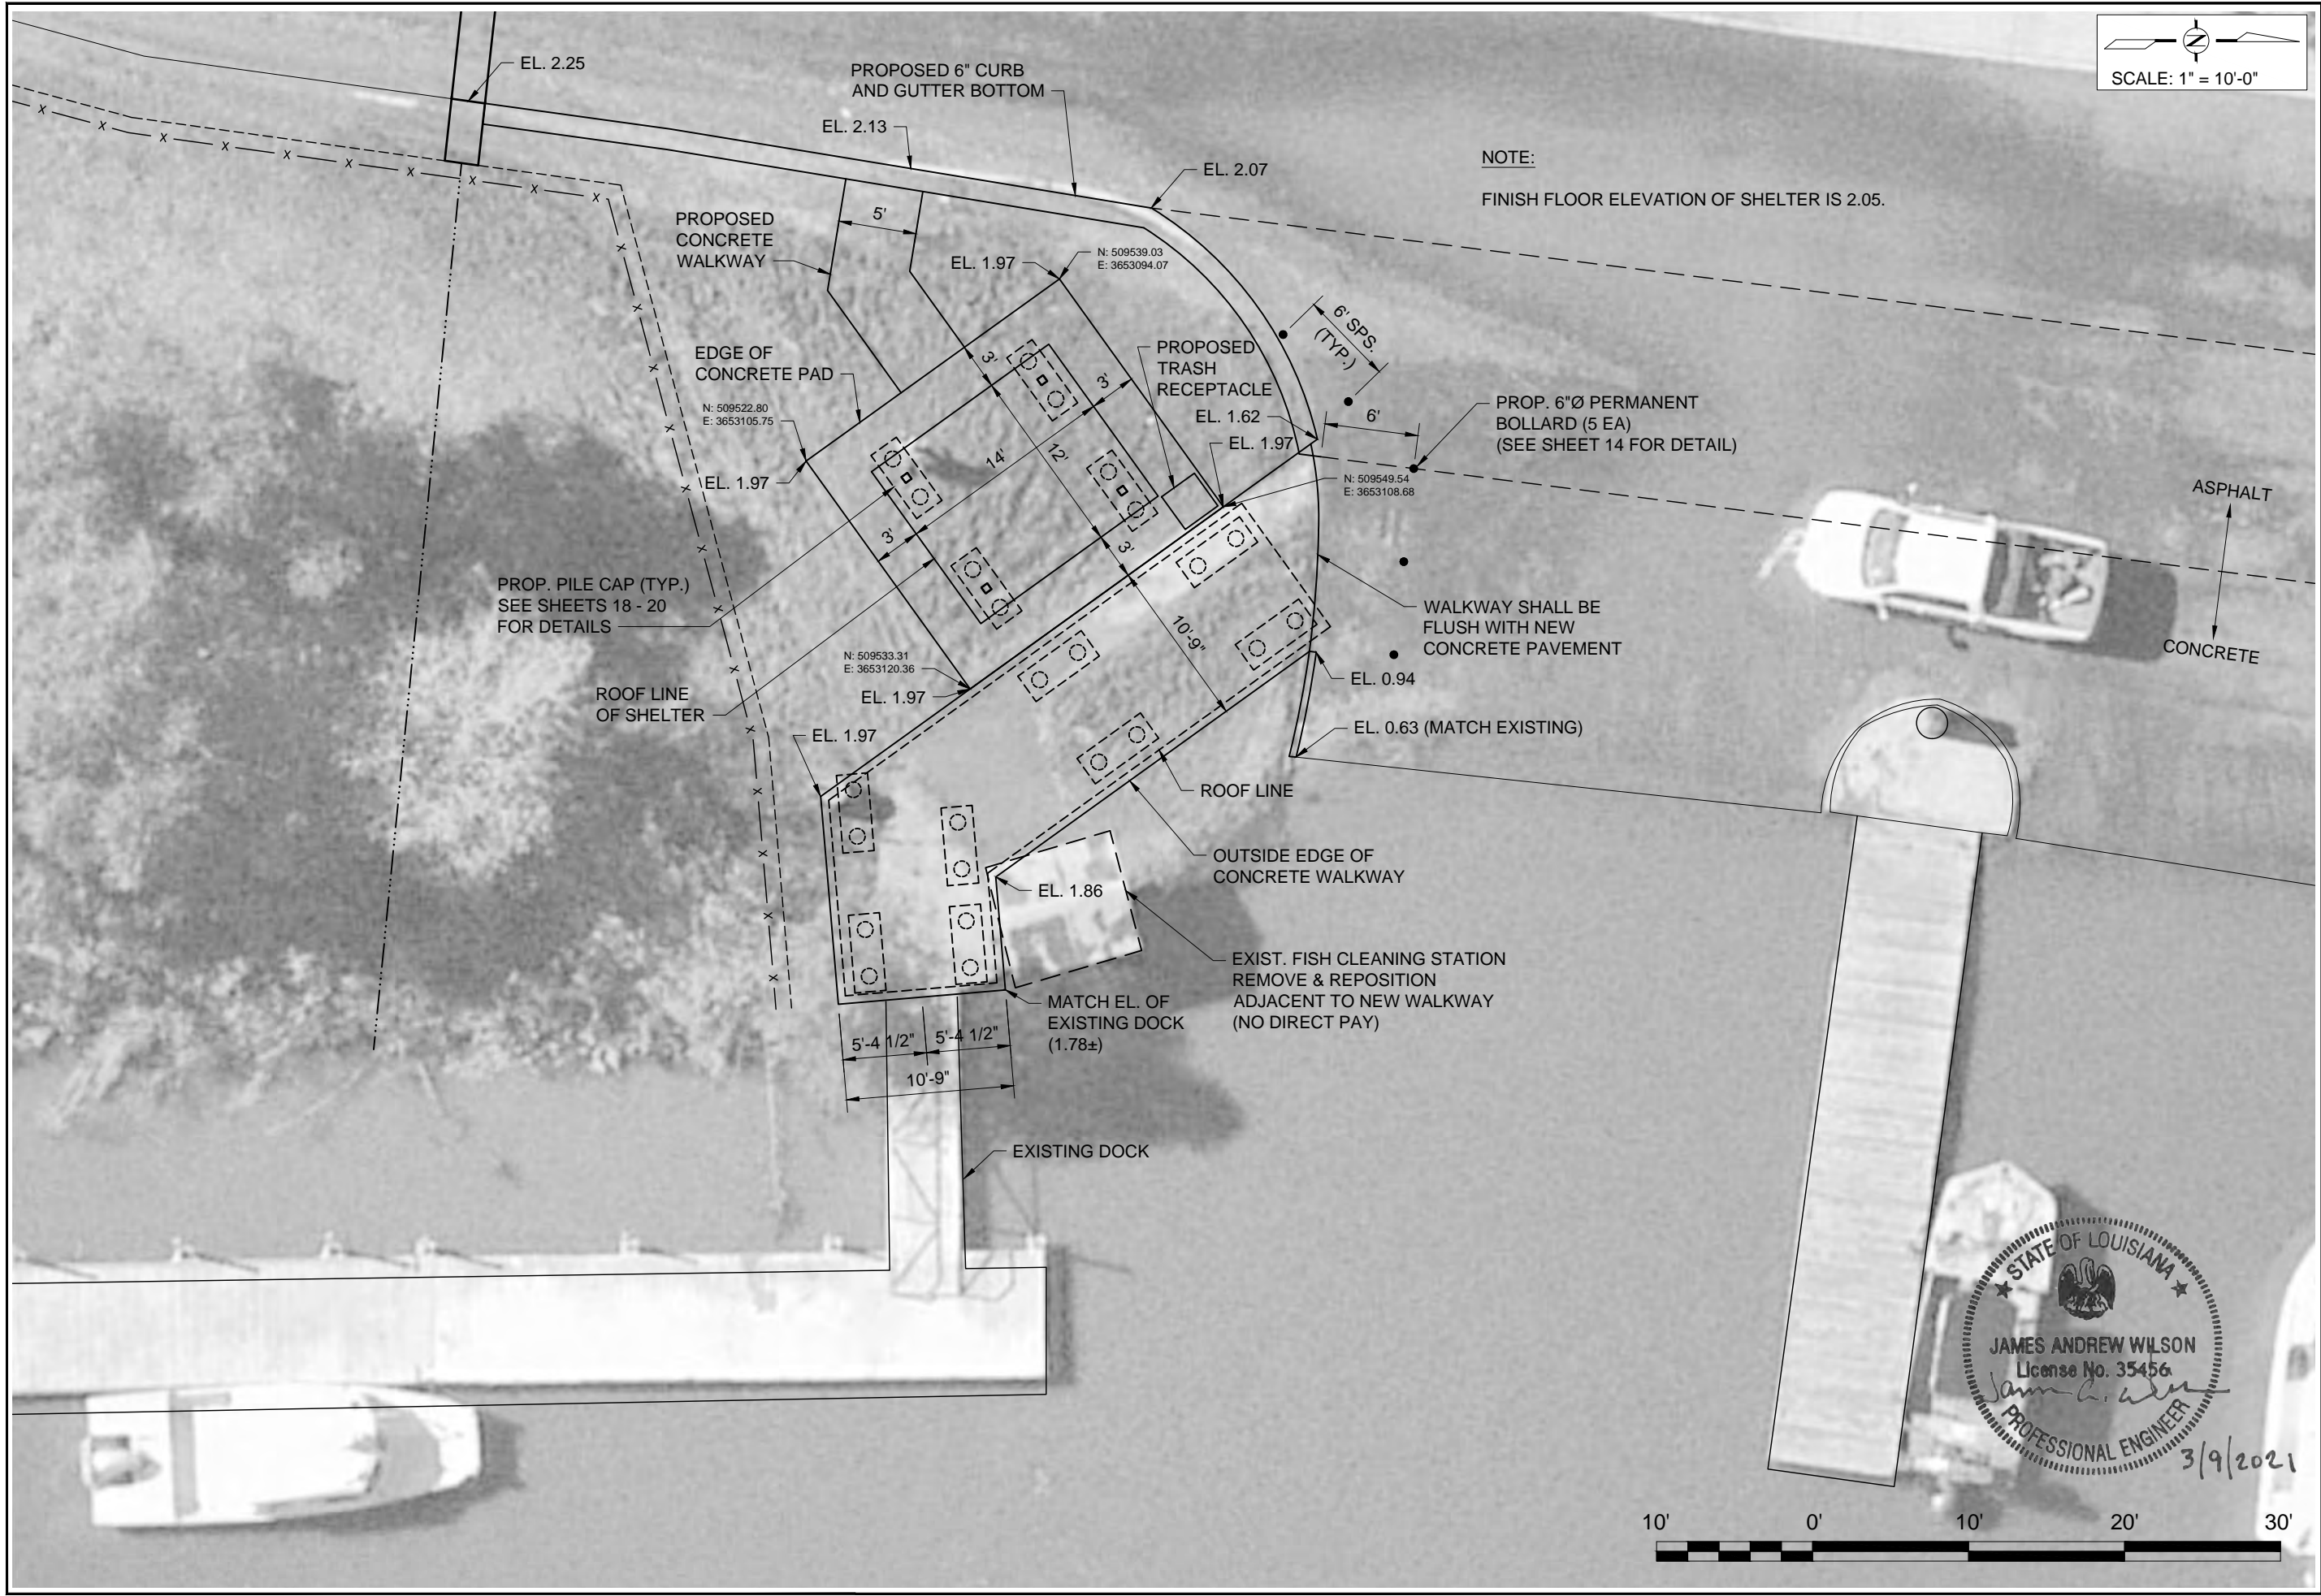 SCALE: 1" = 10'-0"
EL. 2.25
PROPOSED 6" CURB
AND GUTTER BOTTOM
EL. 2.13
EL. 2.07
NOTE:
FINISH FLOOR ELEVATION OF SHELTER IS 2.05.
PROPOSED
CONCRETE
WALKWAY
5'
EL. 1.97
N: 509539.03
E: 3653094.07
6' SPS.
(TYP.)
EDGE OF
CONCRETE PAD
3'
3'
PROPOSED
TRASH
RECEPTACLE
N: 509522.80
E: 3653105.75
EL. 1.62
6'
PROP. 6"Ø PERMANENT
BOLLARD (5 EA)
(SEE SHEET 14 FOR DETAIL)
EL. 1.97
14'
12'
EL. 1.97
N: 509549.54
E: 3653108.68
ASPHALT
CONCRETE
3'
3'
PROP. PILE CAP (TYP.)
SEE SHEETS 18 - 20
FOR DETAILS
WALKWAY SHALL BE
FLUSH WITH NEW
CONCRETE PAVEMENT
10'-9"
N: 509533.31
E: 3653120.36
EL. 1.97
EL. 0.94
ROOF LINE
OF SHELTER
EL. 1.97
EL. 0.63 (MATCH EXISTING)
ROOF LINE
OUTSIDE EDGE OF
CONCRETE WALKWAY
EL. 1.86
EXIST. FISH CLEANING STATION
REMOVE & REPOSITION
ADJACENT TO NEW WALKWAY
(NO DIRECT PAY)
MATCH EL. OF
EXISTING DOCK
(1.78±)
5'-4 1/2"
5'-4 1/2"
10'-9"
EXISTING DOCK
STATE OF LOUISIANA
JAMES ANDREW WILSON
License No. 35456
PROFESSIONAL ENGINEER
3/9/2021
10' 0' 10' 20' 30'
X X X X X X X X X X
X X X X X X X X X X X X X